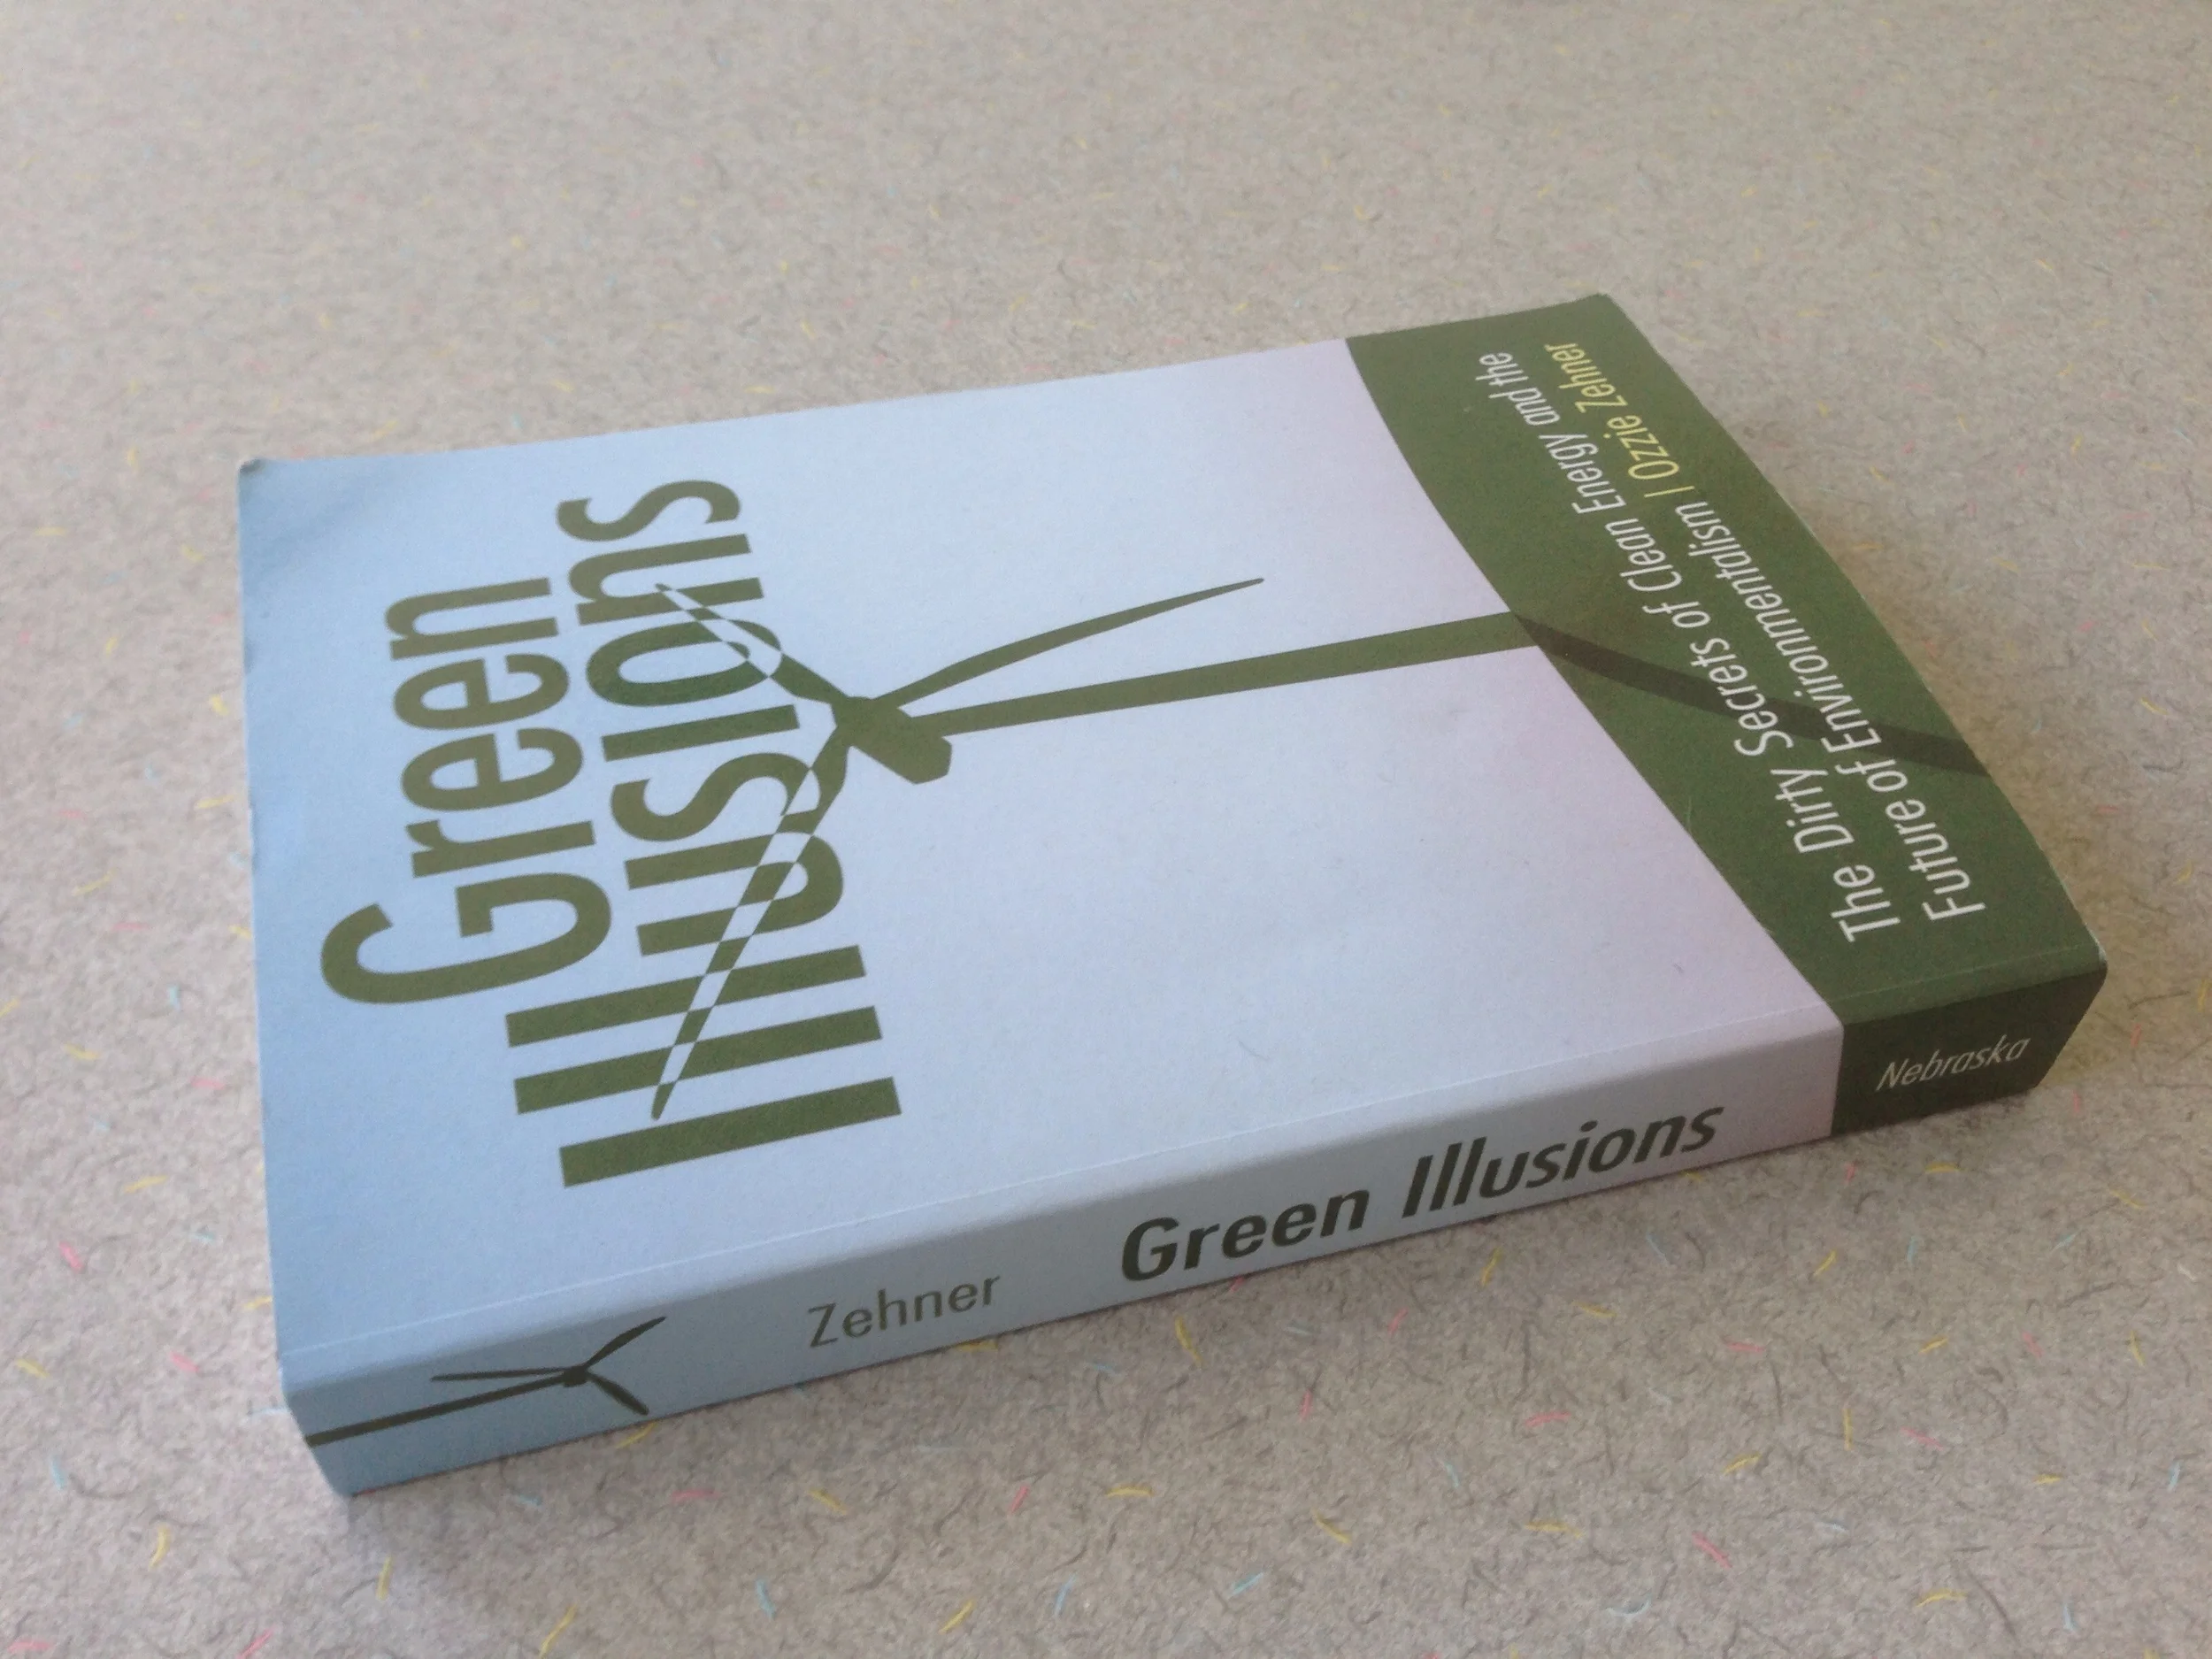 Green
Illusions
The Dirty Secrets of Clean Energy and the
Future of Environmentalism | Ozzie Zehner
Zehner
Green Illusions
Nebraska